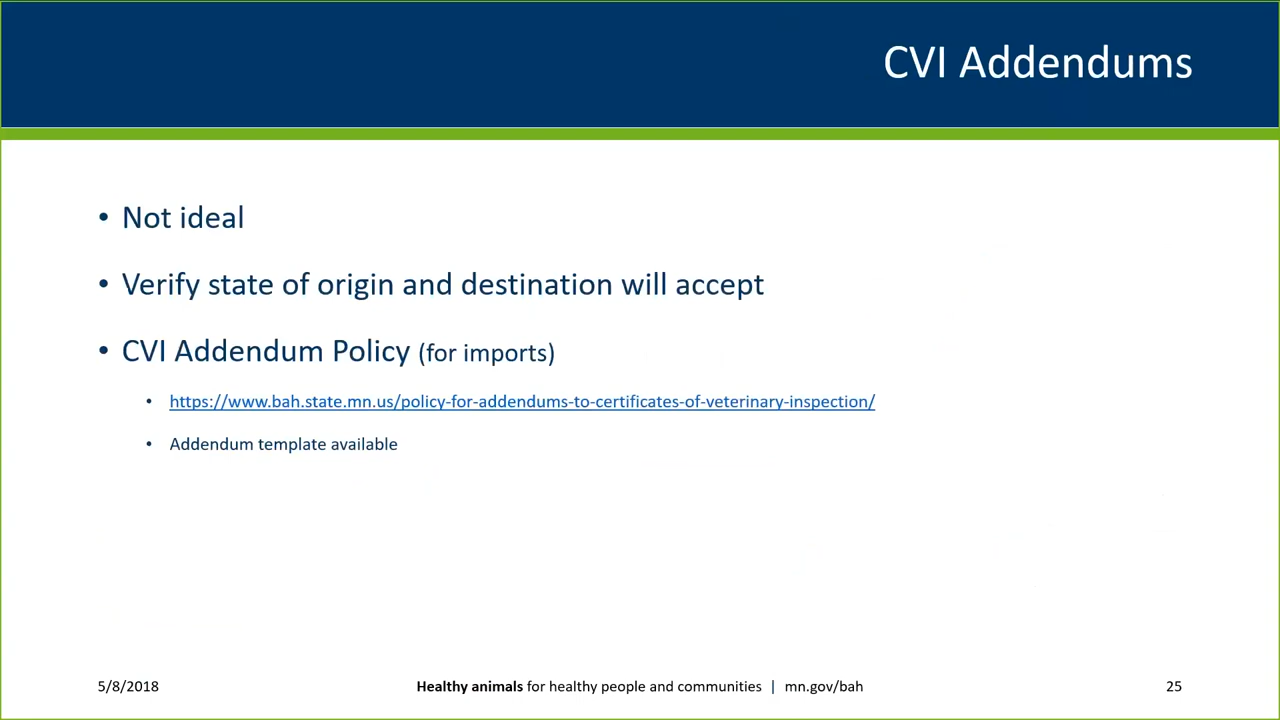 CVI Addendums
• Not ideal
• Verify state of origin and destination will accept
• CVI Addendum Policy (for imports)
• https://www.bah.state.mn.us/policy-for-addendums-to-certificates-of-veterinary-inspection/
• Addendum template available
5/8/2018 Healthy animals for healthy people and communities | mn.gov/bah 25